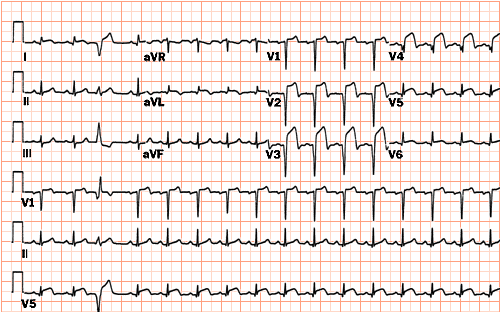 I aVR V1 V4
II aVL V2 V5
III aVF V3 V6
V1
II
V5